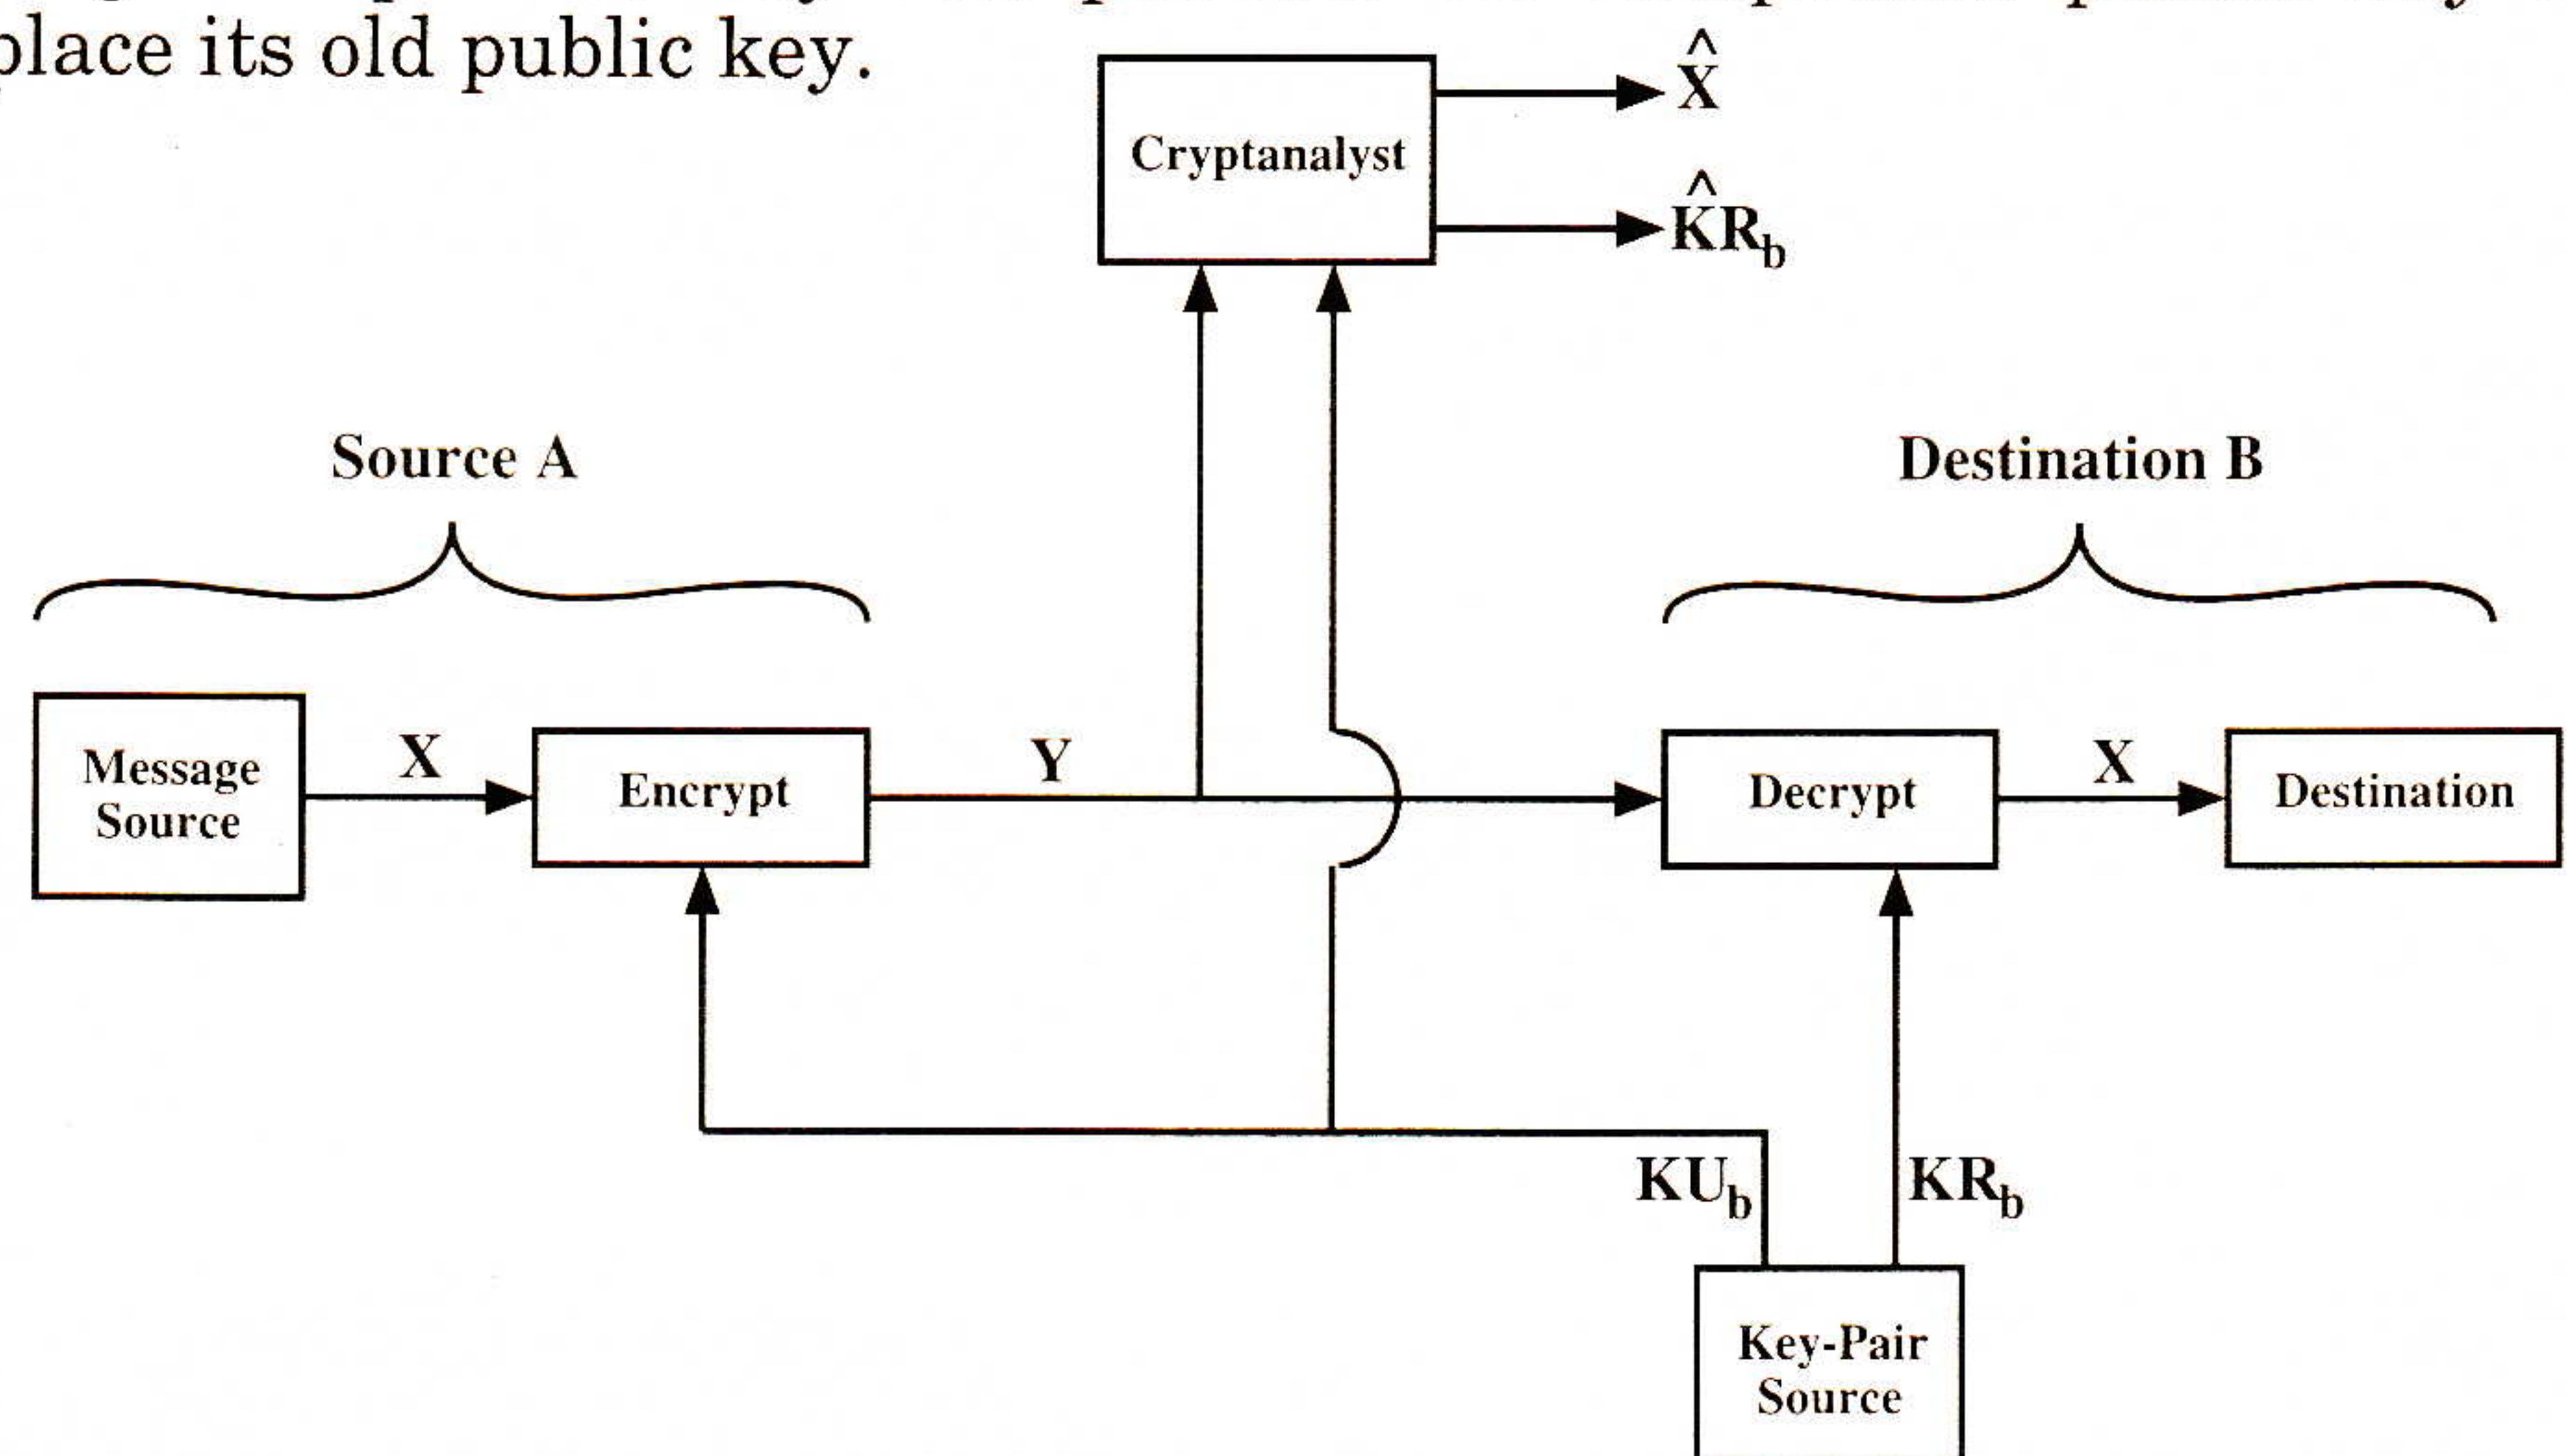 place its old public key.
X̂
Cryptanalyst
K̂R_b
Source A
Destination B
Message
Source
X
Encrypt
Y
Decrypt
X
Destination
KU_b
KR_b
Key-Pair
Source